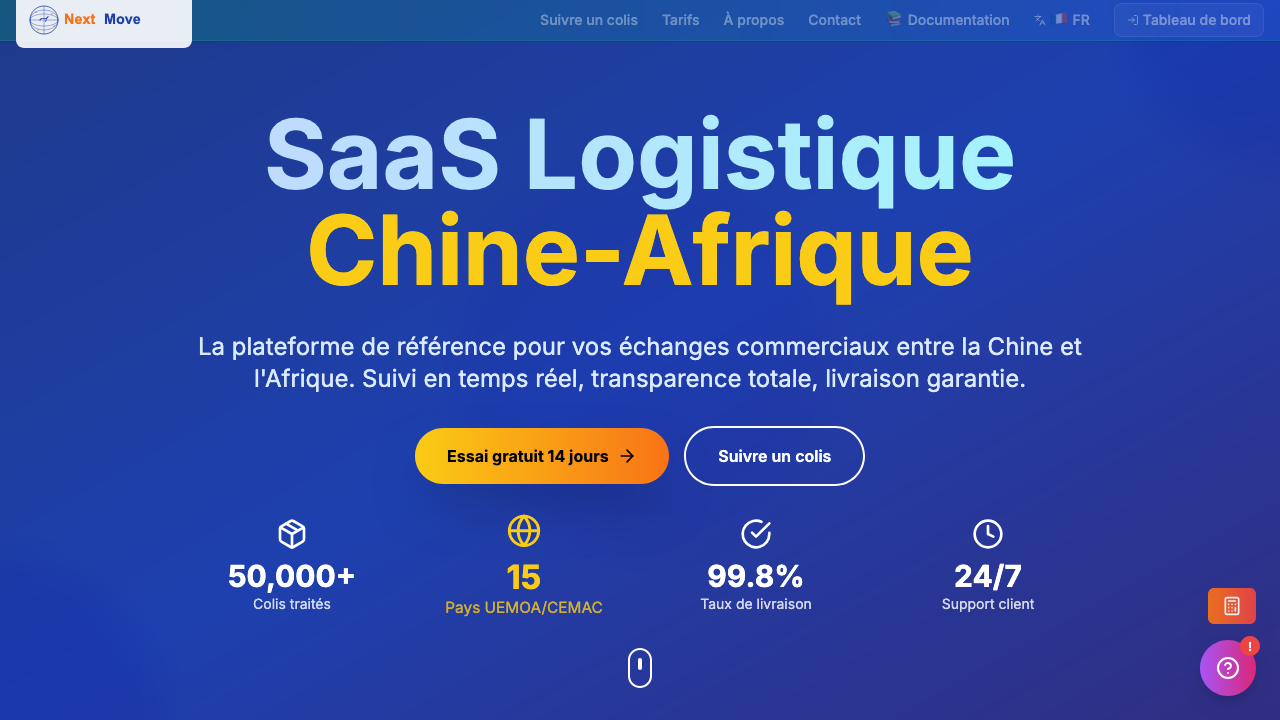 Next Move
Suivre un colis
Tarifs
À propos
Contact
📚 Documentation
🇫🇷 FR
Tableau de bord
SaaS Logistique
Chine-Afrique
La plateforme de référence pour vos échanges commerciaux entre la Chine et
l'Afrique. Suivi en temps réel, transparence totale, livraison garantie.
Essai gratuit 14 jours
Suivre un colis
50,000+
Colis traités
15
Pays UEMOA/CEMAC
99.8%
Taux de livraison
24/7
Support client
!